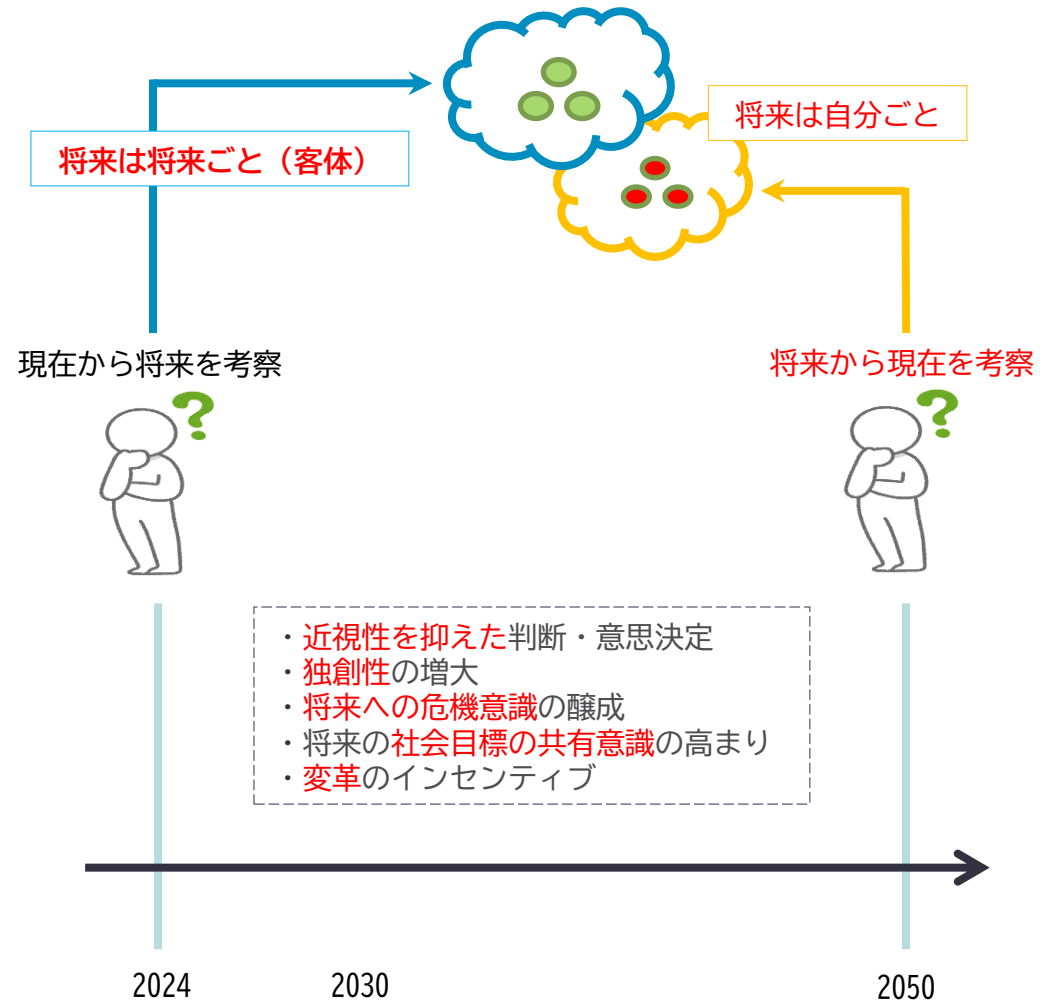 将来は自分ごと
将来は将来ごと（客体）
現在から将来を考察
将来から現在を考察
?
?
・近視性を抑えた判断・意思決定
・独創性の増大
・将来への危機意識の醸成
・将来の社会目標の共有意識の高まり
・変革のインセンティブ
2024
2030
2050